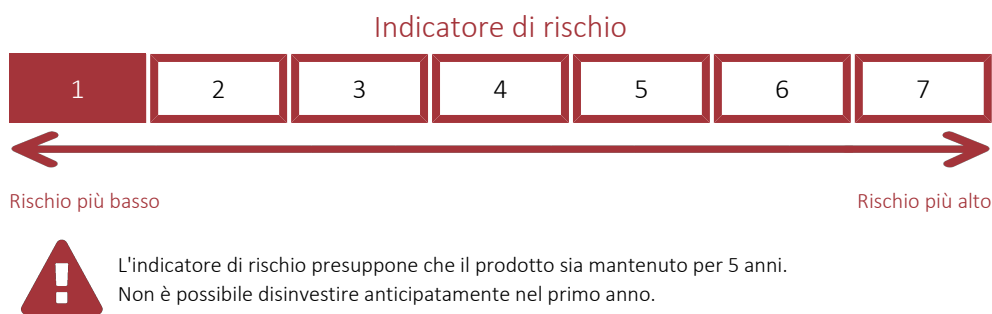 Indicatore di rischio
1 2 3 4 5 6 7
Rischio più basso Rischio più alto
L'indicatore di rischio presuppone che il prodotto sia mantenuto per 5 anni.
Non è possibile disinvestire anticipatamente nel primo anno.